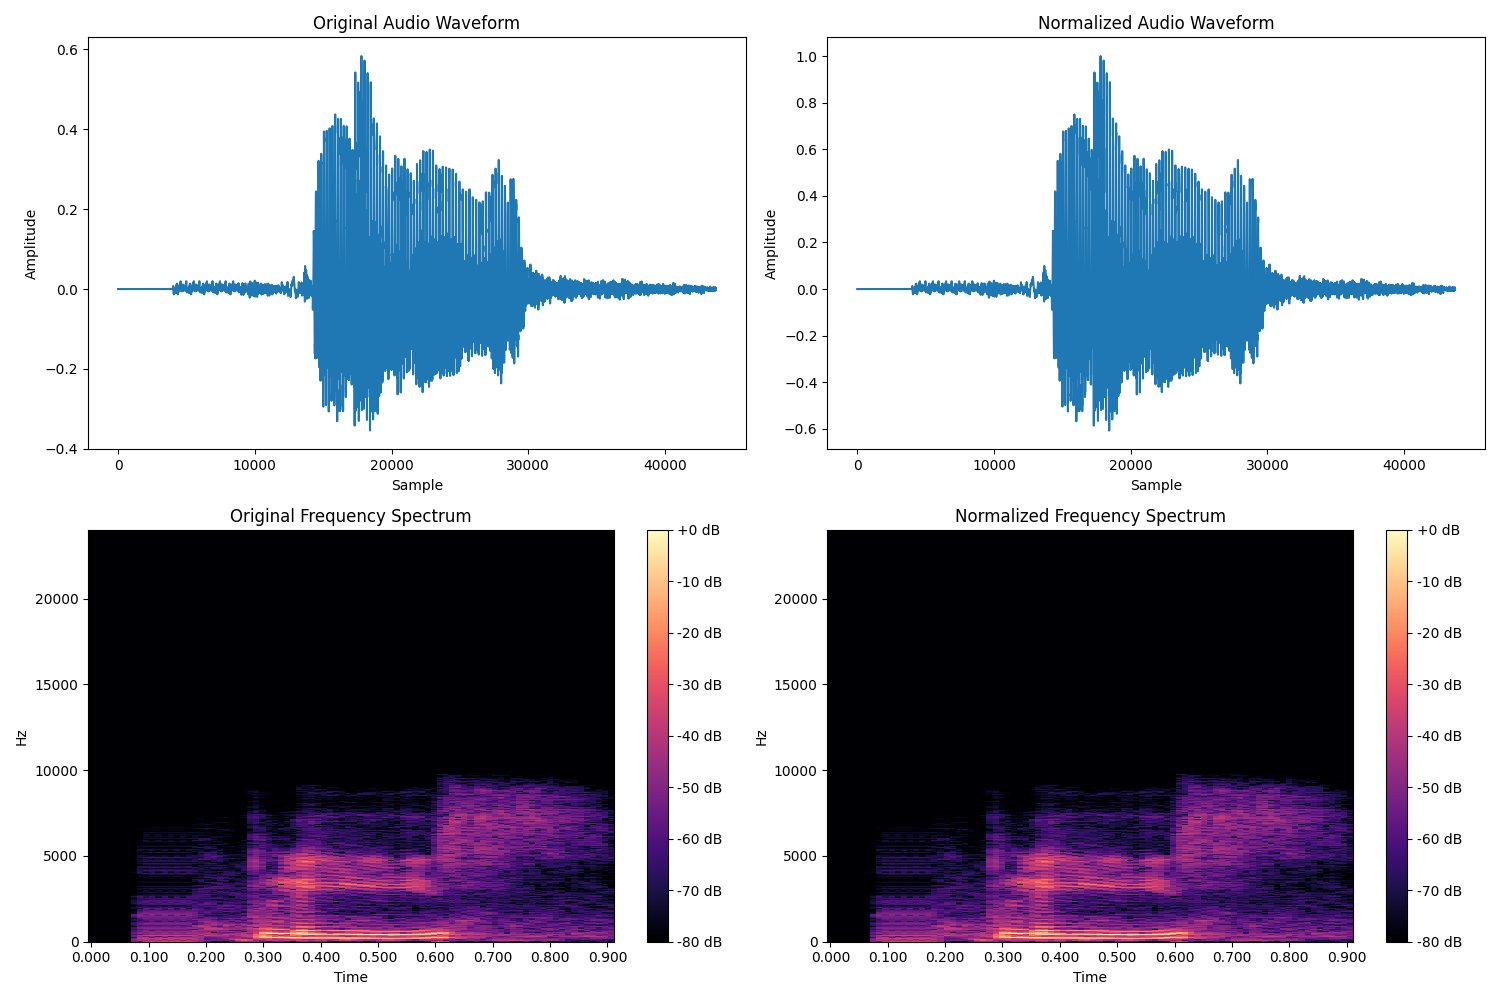 Original Audio Waveform
Amplitude
0.6
0.4
0.2
0.0
−0.2
−0.4
0 10000 20000 30000 40000
Sample
Normalized Audio Waveform
Amplitude
1.0
0.8
0.6
0.4
0.2
0.0
−0.2
−0.4
−0.6
0 10000 20000 30000 40000
Sample
Original Frequency Spectrum
Hz
20000
15000
10000
5000
0
0.000 0.100 0.200 0.300 0.400 0.500 0.600 0.700 0.800 0.900
Time
+0 dB
-10 dB
-20 dB
-30 dB
-40 dB
-50 dB
-60 dB
-70 dB
-80 dB
Normalized Frequency Spectrum
Hz
20000
15000
10000
5000
0
0.000 0.100 0.200 0.300 0.400 0.500 0.600 0.700 0.800 0.900
Time
+0 dB
-10 dB
-20 dB
-30 dB
-40 dB
-50 dB
-60 dB
-70 dB
-80 dB